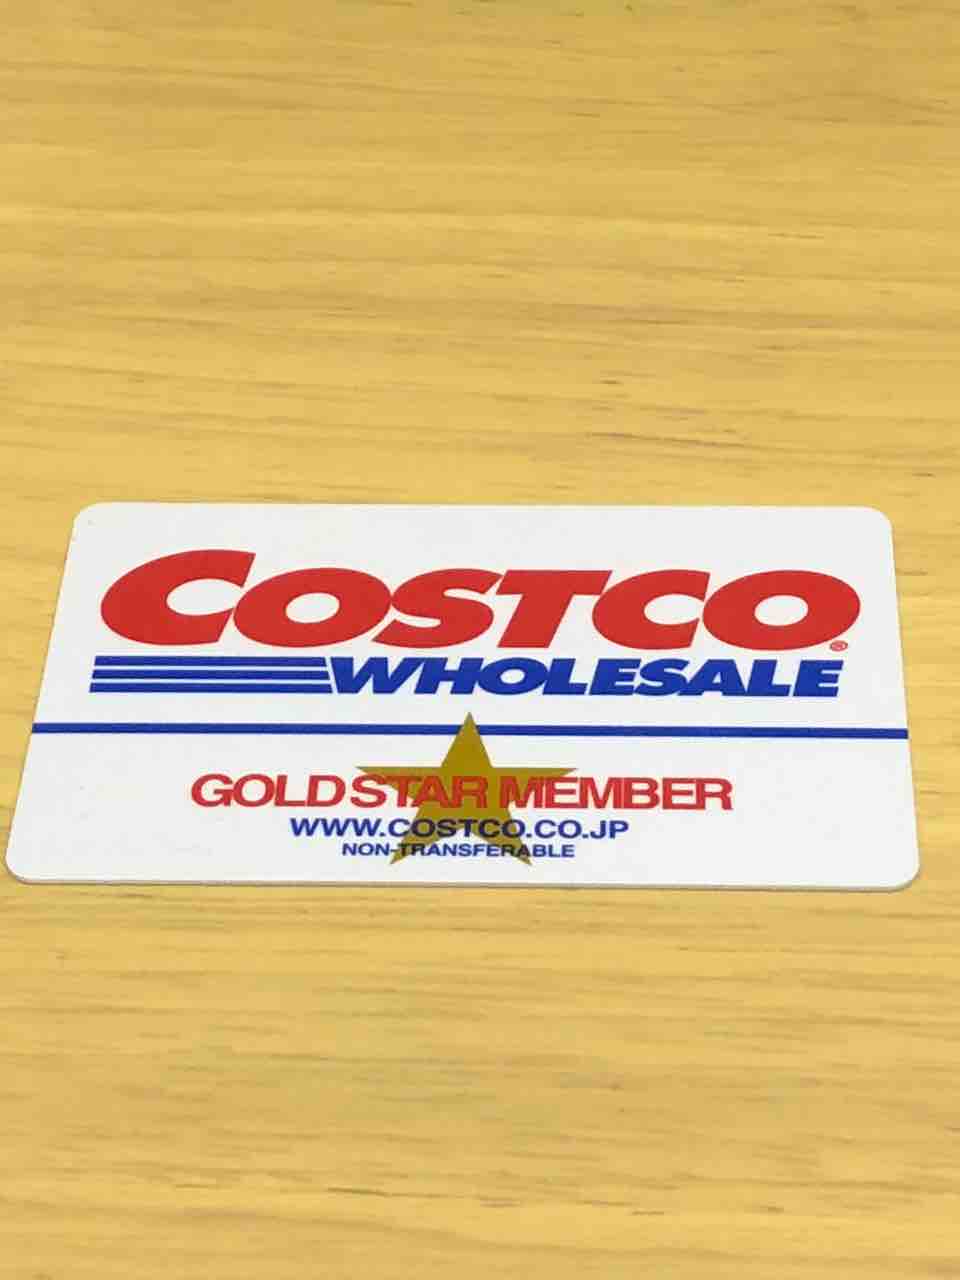 COSTCO®
WHOLESALE
GOLD STAR MEMBER
WWW.COSTCO.CO.JP
NON-TRANSFERABLE